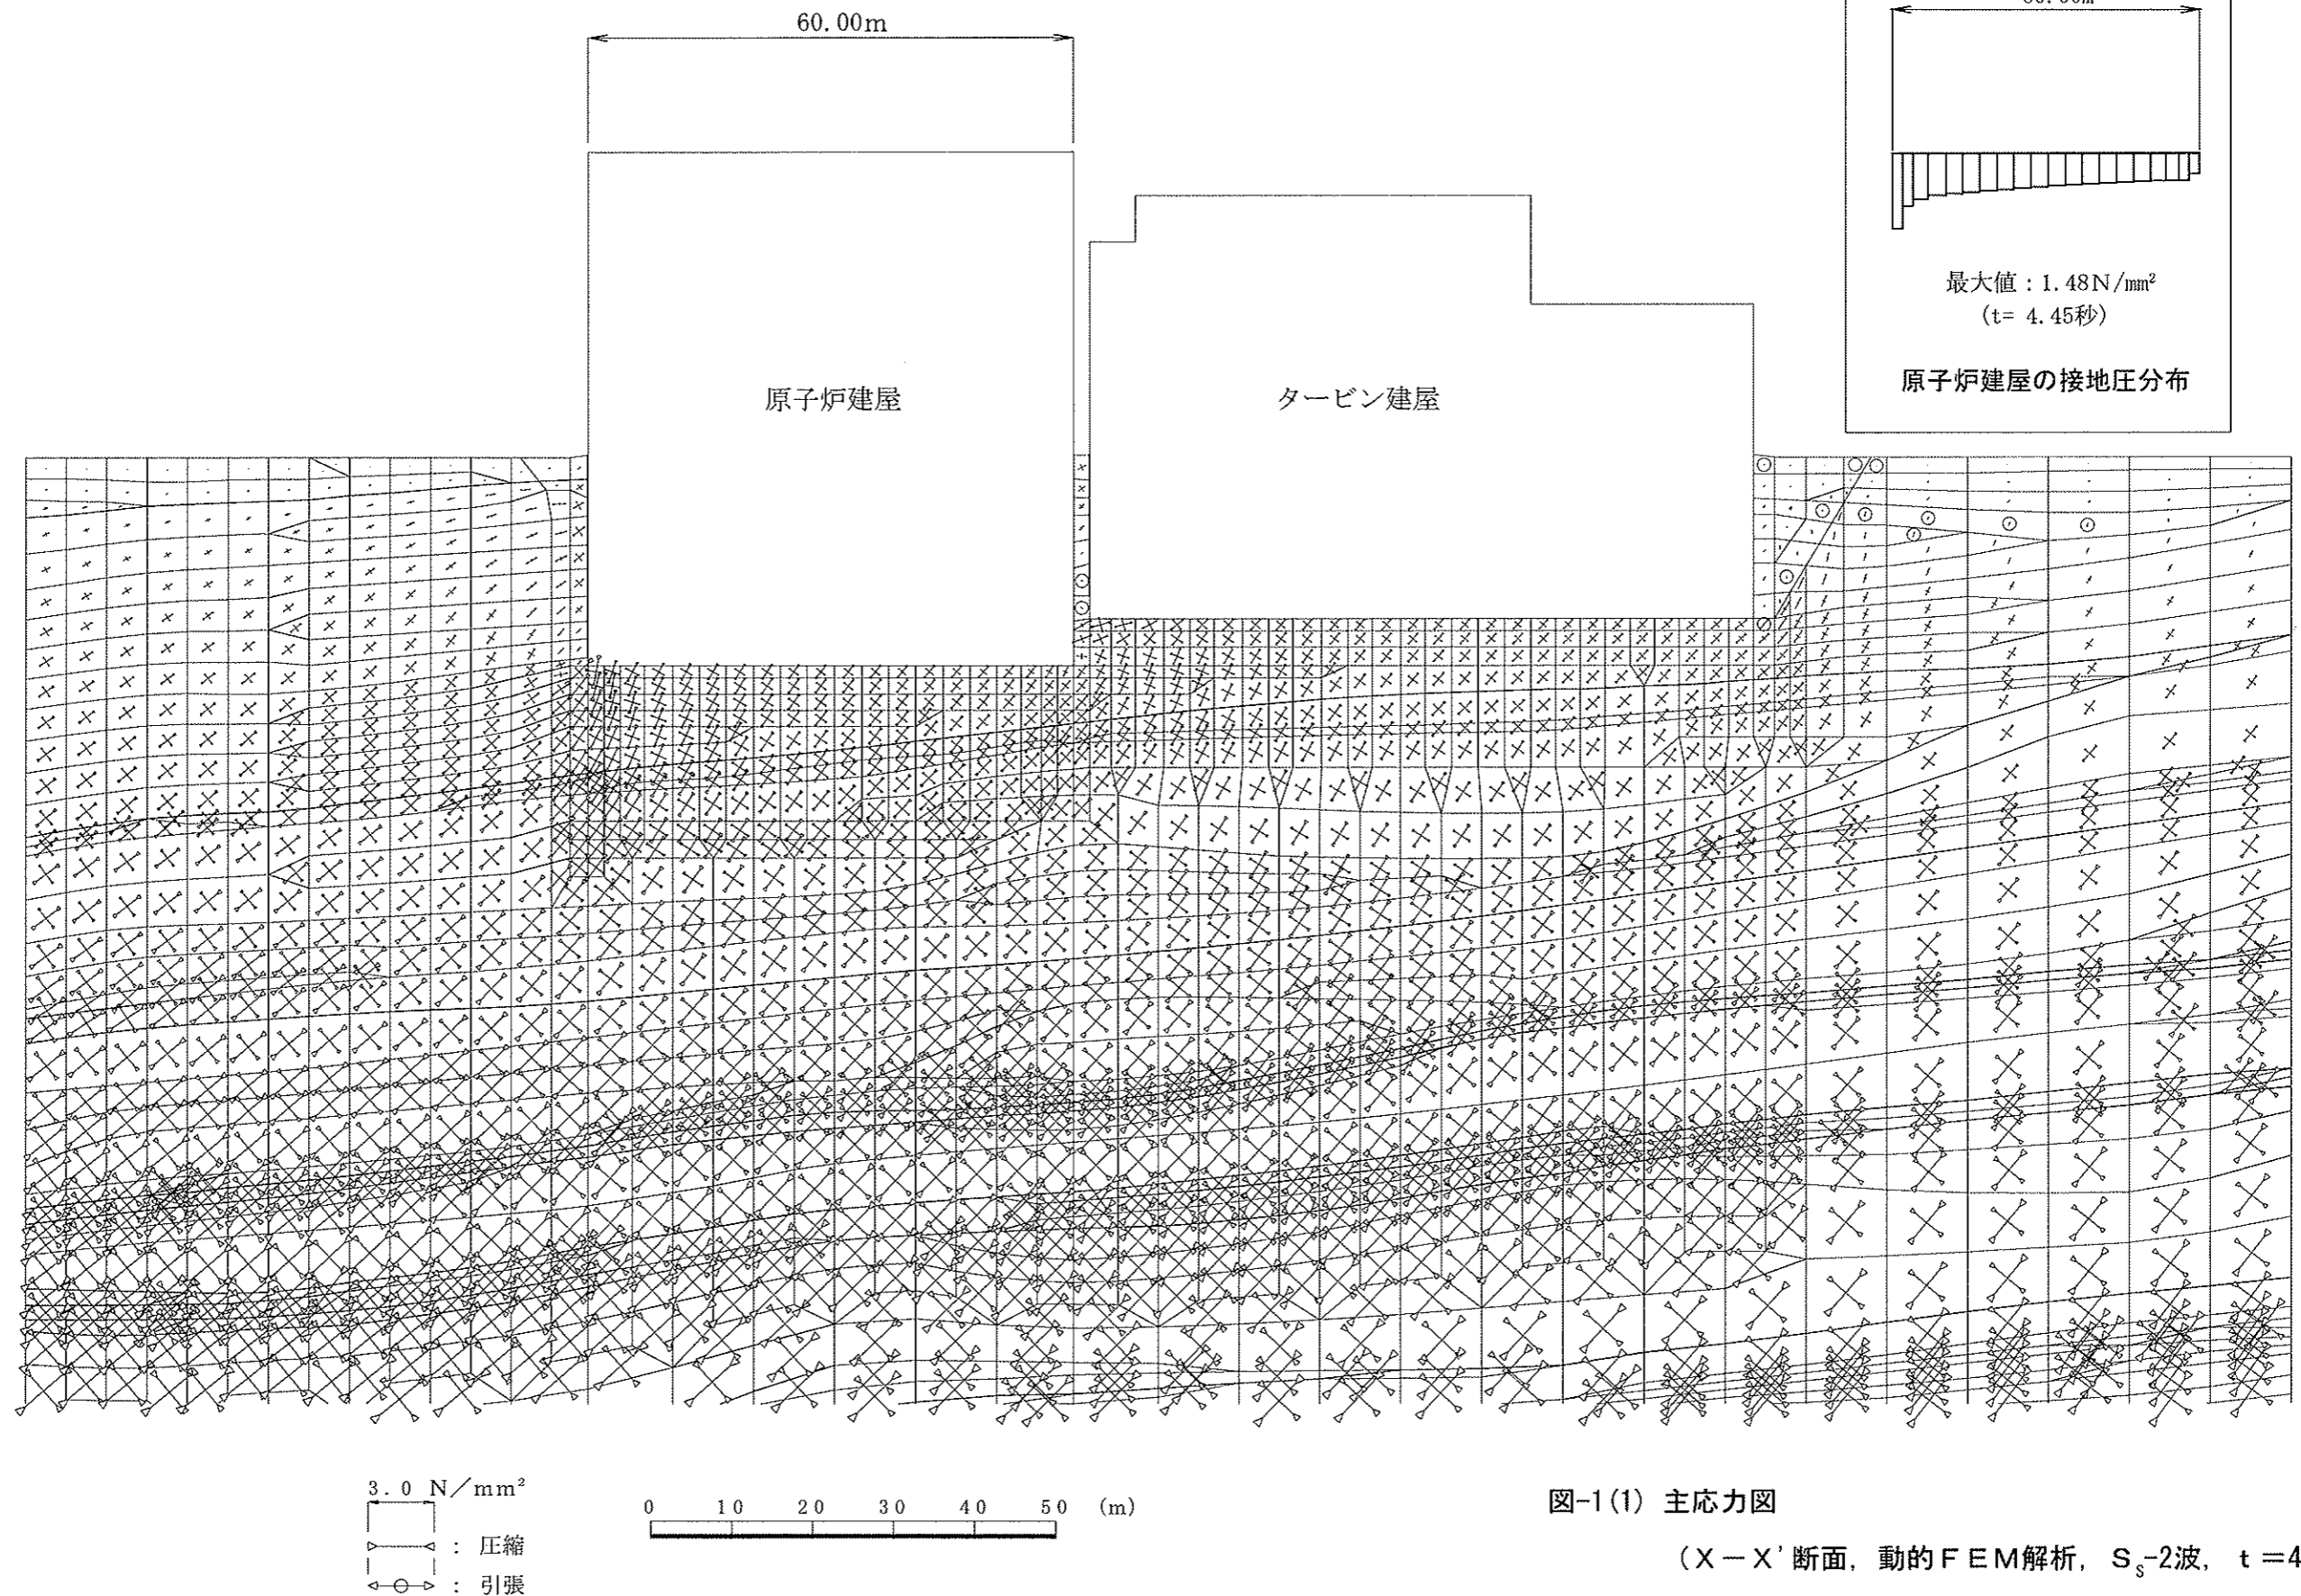 60.00m
最大値：1.48N/㎜²
(t= 4.45秒)
原子炉建屋の接地圧分布
原子炉建屋
タービン建屋
3.0 N／mm²
： 圧縮
： 引張
0 10 20 30 40 50 (m)
図-1(1) 主応力図
（X－X'断面，動的FEM解析，Ss-2波， t＝4